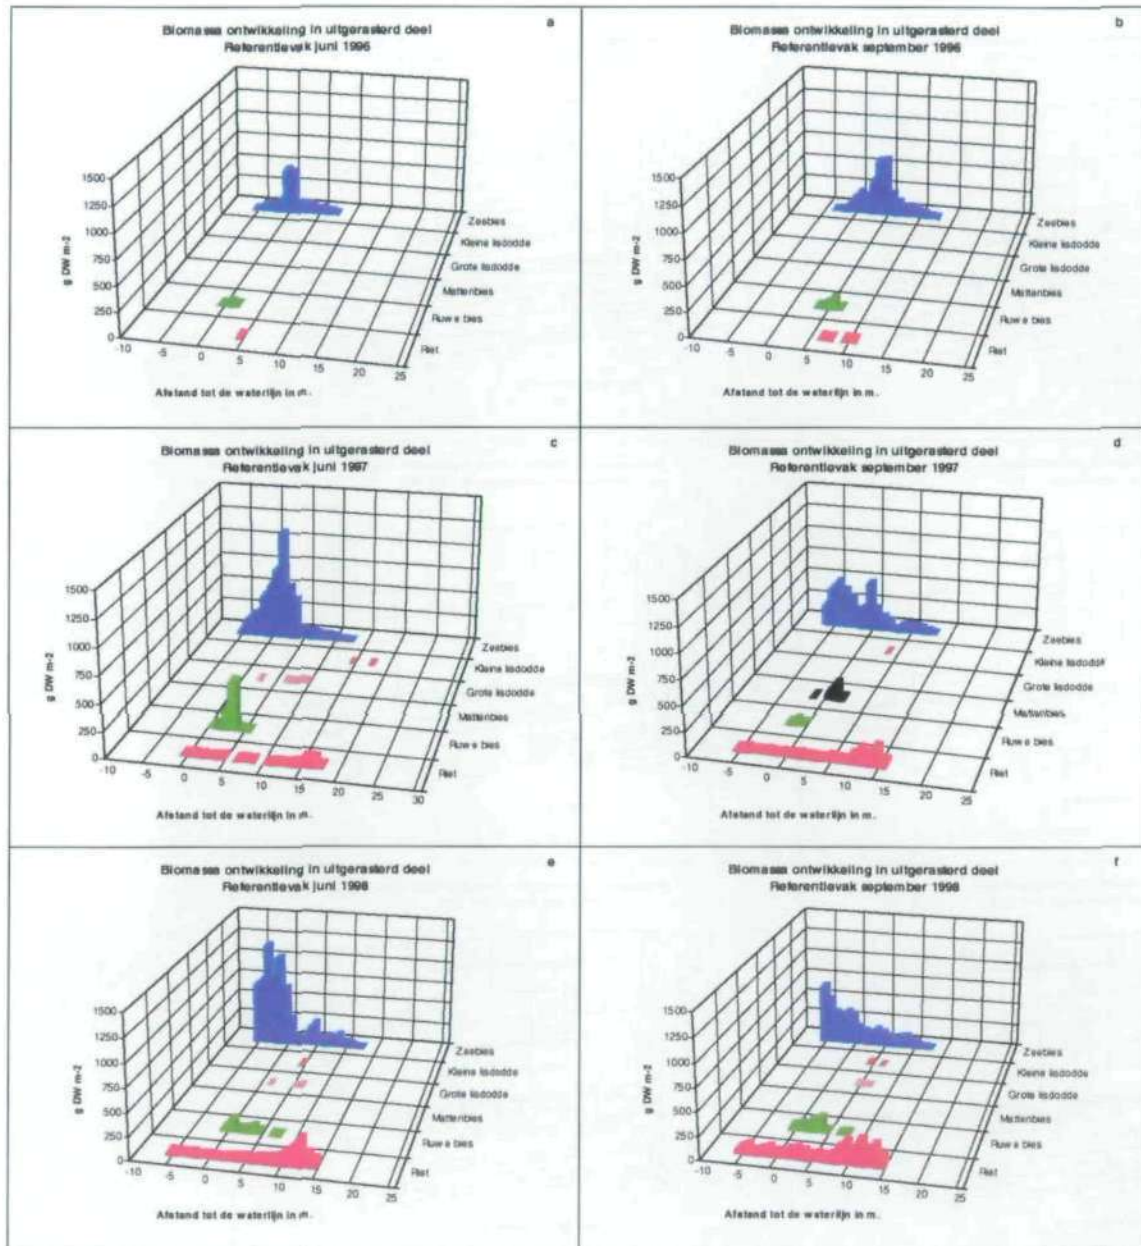 a
Biomassa ontwikkeling in uitgerasterd deel
Referentievak juni 1996
1500
1250
1000
750
500
250
0
g DW m-2
-10
-5
0
5
10
15
20
25
Zeebies
Kleine lisdodde
Grote lisdodde
Mattenbies
Ruwe bies
Riet
Afstand tot de waterlijn in m.
b
Biomassa ontwikkeling in uitgerasterd deel
Referentievak september 1996
1500
1250
1000
750
500
250
0
g DW m-2
-10
-5
0
5
10
15
20
25
Zeebies
Kleine lisdodde
Grote lisdodde
Mattenbies
Ruwe bies
Riet
Afstand tot de waterlijn in m.
c
Biomassa ontwikkeling in uitgerasterd deel
Referentievak juni 1997
1500
1250
1000
750
500
250
0
g DW m-2
-10
-5
0
5
10
15
20
25
30
Zeebies
Kleine lisdodde
Grote lisdodde
Mattenbies
Ruwe bies
Riet
Afstand tot de waterlijn in m.
d
Biomassa ontwikkeling in uitgerasterd deel
Referentievak september 1997
1500
1250
1000
750
500
250
0
g DW m-2
-10
-5
0
5
10
15
20
25
Zeebies
Kleine lisdodde
Grote lisdodde
Mattenbies
Ruwe bies
Riet
Afstand tot de waterlijn in m.
e
Biomassa ontwikkeling in uitgerasterd deel
Referentievak juni 1998
1500
1250
1000
750
500
250
0
g DW m-2
-10
-5
0
5
10
15
20
25
Zeebies
Kleine lisdodde
Grote lisdodde
Mattenbies
Ruwe bies
Riet
Afstand tot de waterlijn in m.
f
Biomassa ontwikkeling in uitgerasterd deel
Referentievak september 1998
1500
1250
1000
750
500
250
0
g DW m-2
-10
-5
0
5
10
15
20
25
Zeebies
Kleine lisdodde
Grote lisdodde
Mattenbies
Ruwe bies
Riet
Afstand tot de waterlijn in m.